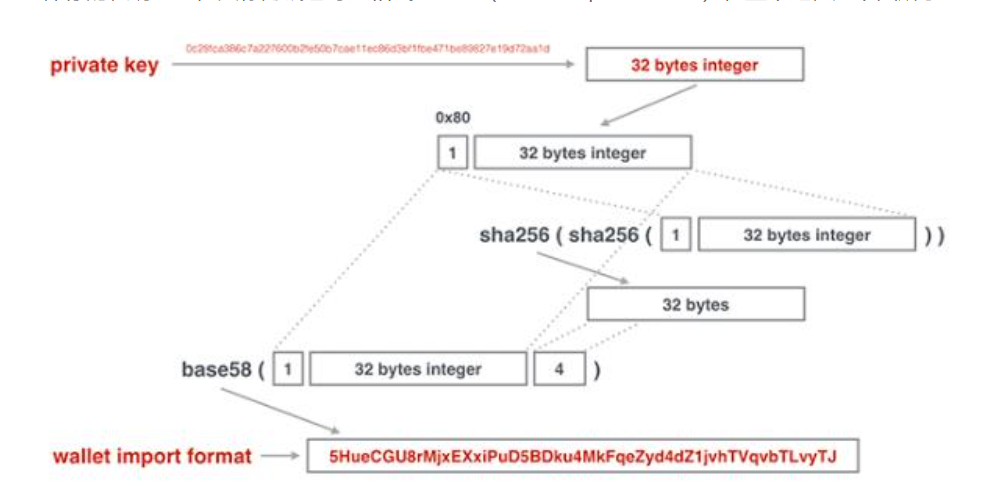 0c28fca386c7a227600b2fe50b7cae11ec86d3bf1fbe471be89827e19d72aa1d
private key
32 bytes integer
0x80
1 32 bytes integer
sha256 ( sha256 ( 1 32 bytes integer ) )
32 bytes
base58 ( 1 32 bytes integer 4 )
wallet import format
5HueCGU8rMjxEXxiPuD5BDku4MkFqeZyd4dZ1jvhTVqvbTLvyTJ